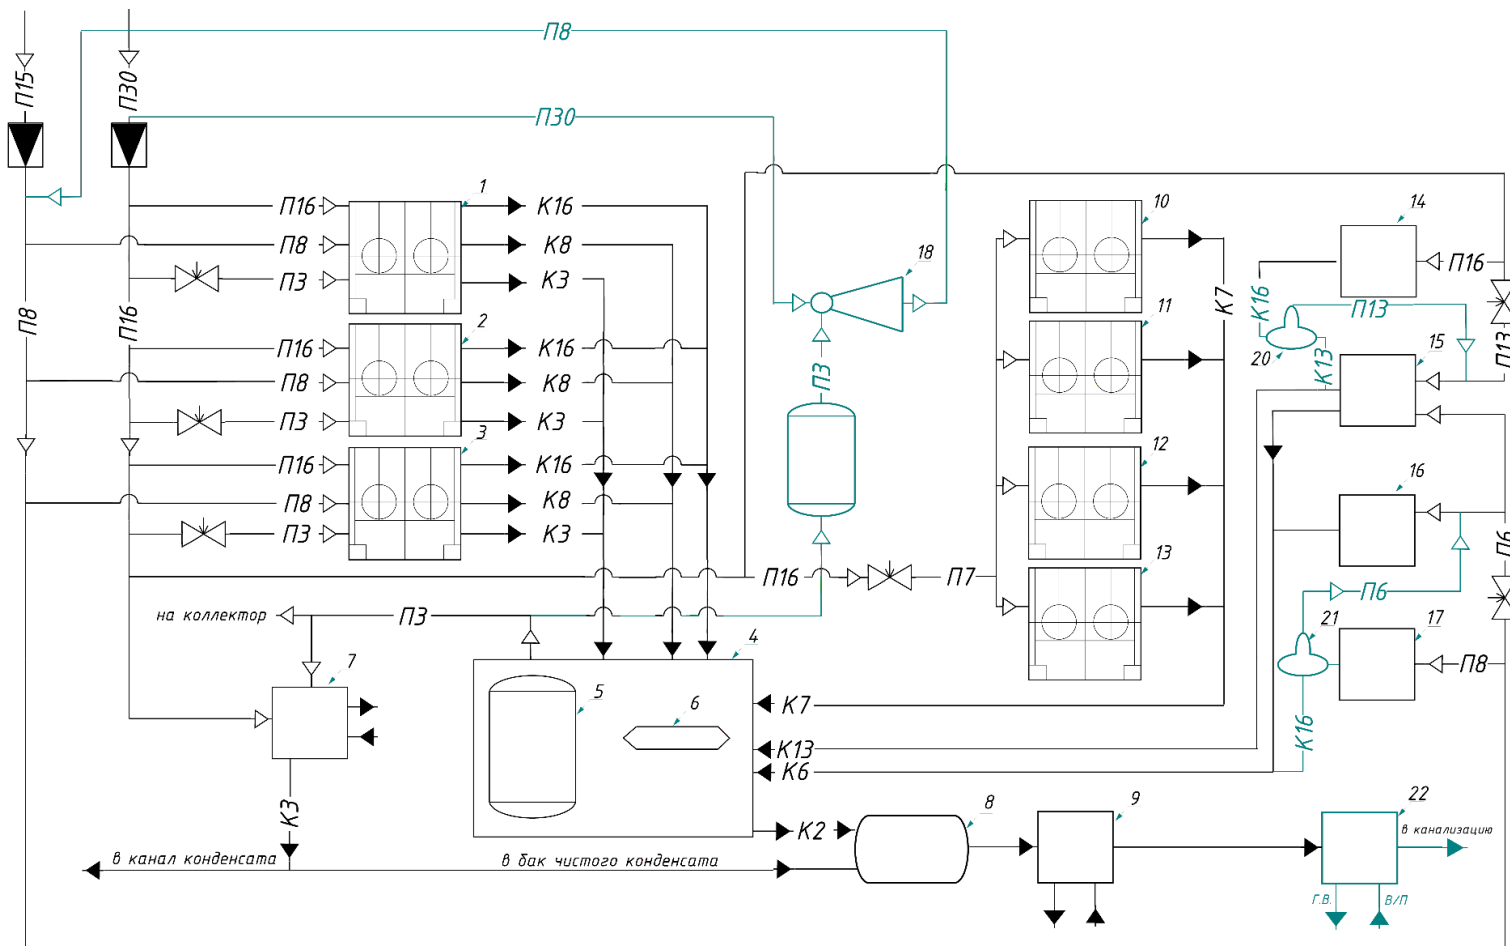 П8
П15
П30
П30
1
П16
К16
П8
К8
П3
К3
П8
П16
2
П16
К16
П8
К8
П3
К3
3
П16
К16
П8
К8
П3
К3
18
П3
10
11
12
13
К7
14
П16
К16
П13
20
К13
15
П13
16
П6
П6
21
17
П8
К16
П16
П7
на коллектор
П3
7
4
5
6
К7
К13
К6
К3
К2
8
9
22
в канализацию
в канал конденсата
в бак чистого конденсата
Г.В.
В/П